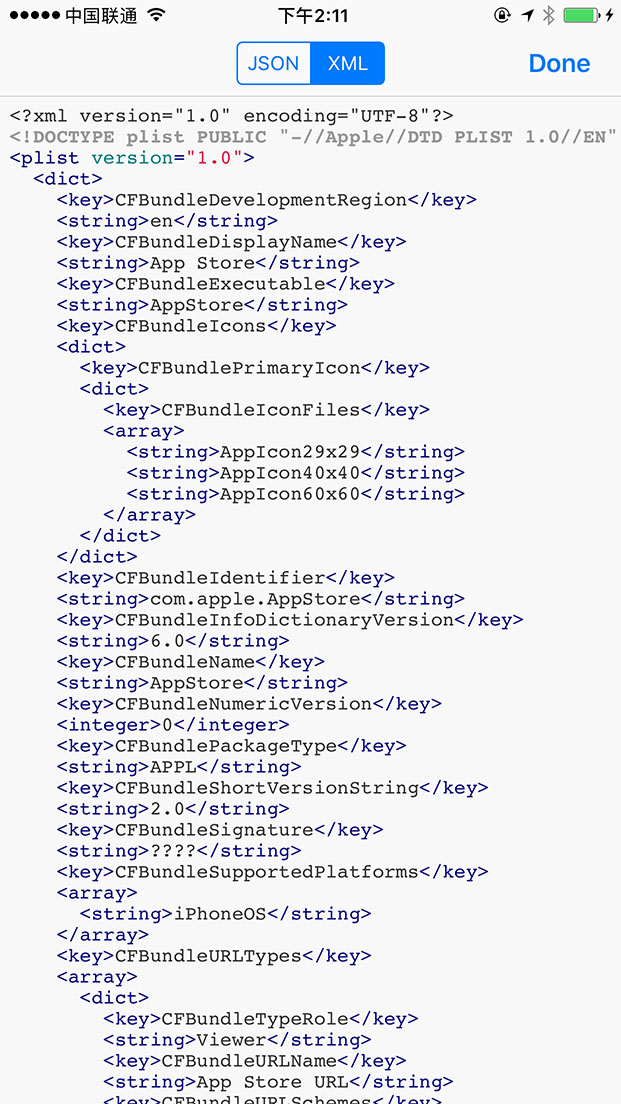 中国联通 下午2:11
JSON XML Done
<?xml version="1.0" encoding="UTF-8"?>
<!DOCTYPE plist PUBLIC "-//Apple//DTD PLIST 1.0//EN"
<plist version="1.0">
<dict>
<key>CFBundleDevelopmentRegion</key>
<string>en</string>
<key>CFBundleDisplayName</key>
<string>App Store</string>
<key>CFBundleExecutable</key>
<string>AppStore</string>
<key>CFBundleIcons</key>
<dict>
<key>CFBundlePrimaryIcon</key>
<dict>
<key>CFBundleIconFiles</key>
<array>
<string>AppIcon29x29</string>
<string>AppIcon40x40</string>
<string>AppIcon60x60</string>
</array>
</dict>
</dict>
<key>CFBundleIdentifier</key>
<string>com.apple.AppStore</string>
<key>CFBundleInfoDictionaryVersion</key>
<string>6.0</string>
<key>CFBundleName</key>
<string>AppStore</string>
<key>CFBundleNumericVersion</key>
<integer>0</integer>
<key>CFBundlePackageType</key>
<string>APPL</string>
<key>CFBundleShortVersionString</key>
<string>2.0</string>
<key>CFBundleSignature</key>
<string>????</string>
<key>CFBundleSupportedPlatforms</key>
<array>
<string>iPhoneOS</string>
</array>
<key>CFBundleURLTypes</key>
<array>
<dict>
<key>CFBundleTypeRole</key>
<string>Viewer</string>
<key>CFBundleURLName</key>
<string>App Store URL</string>
<key>CFBundleURLSchemes</key>